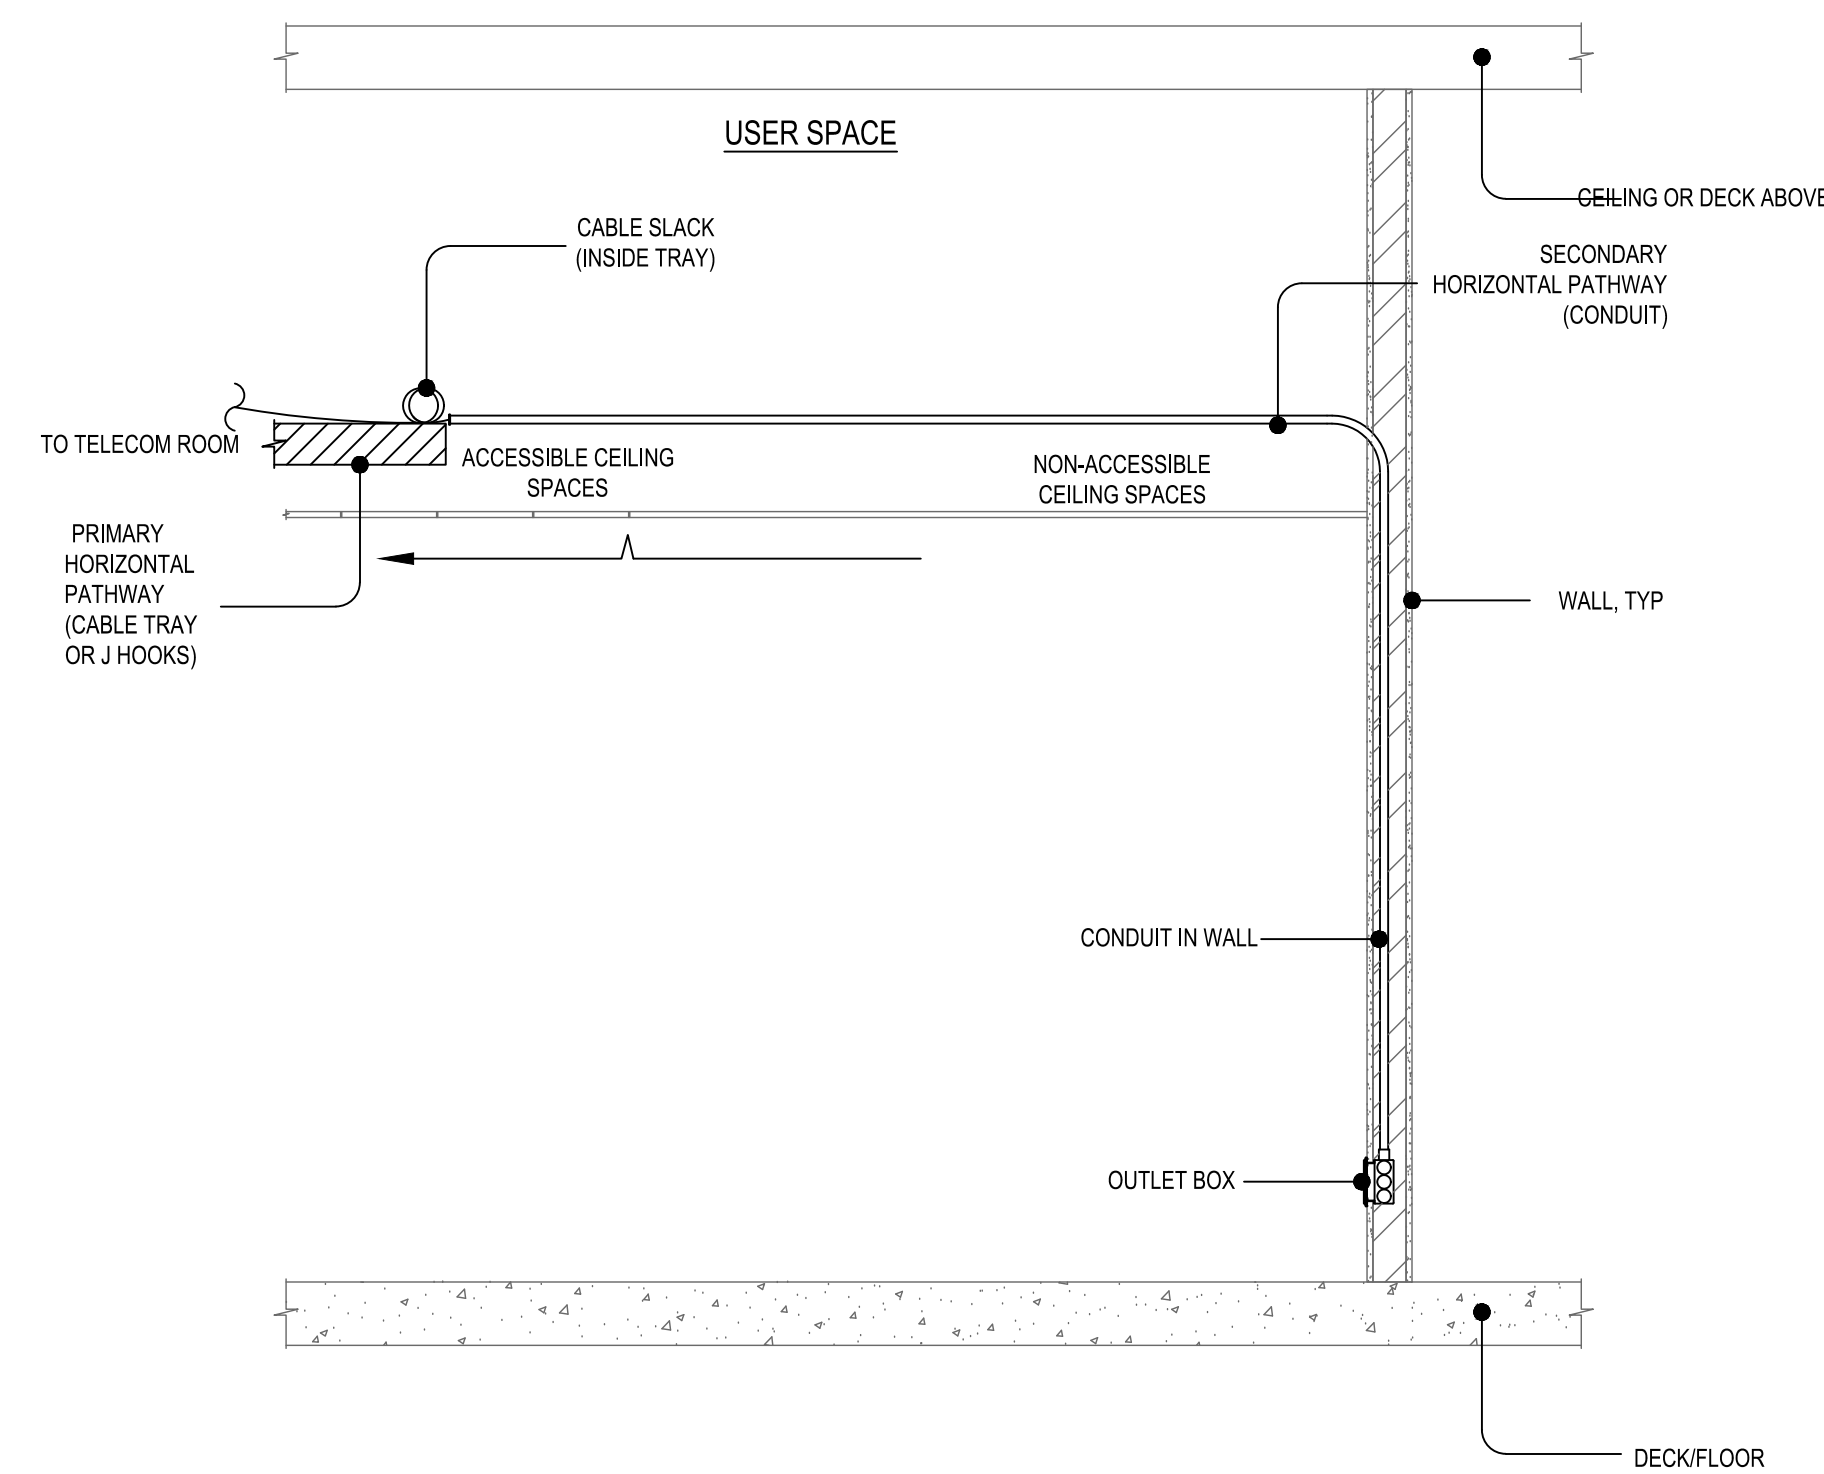 USER SPACE
CEILING OR DECK ABOVE
CABLE SLACK
(INSIDE TRAY)
SECONDARY
HORIZONTAL PATHWAY
(CONDUIT)
TO TELECOM ROOM
ACCESSIBLE CEILING
SPACES
NON-ACCESSIBLE
CEILING SPACES
PRIMARY
HORIZONTAL
PATHWAY
(CABLE TRAY
OR J HOOKS)
WALL, TYP
CONDUIT IN WALL
OUTLET BOX
DECK/FLOOR